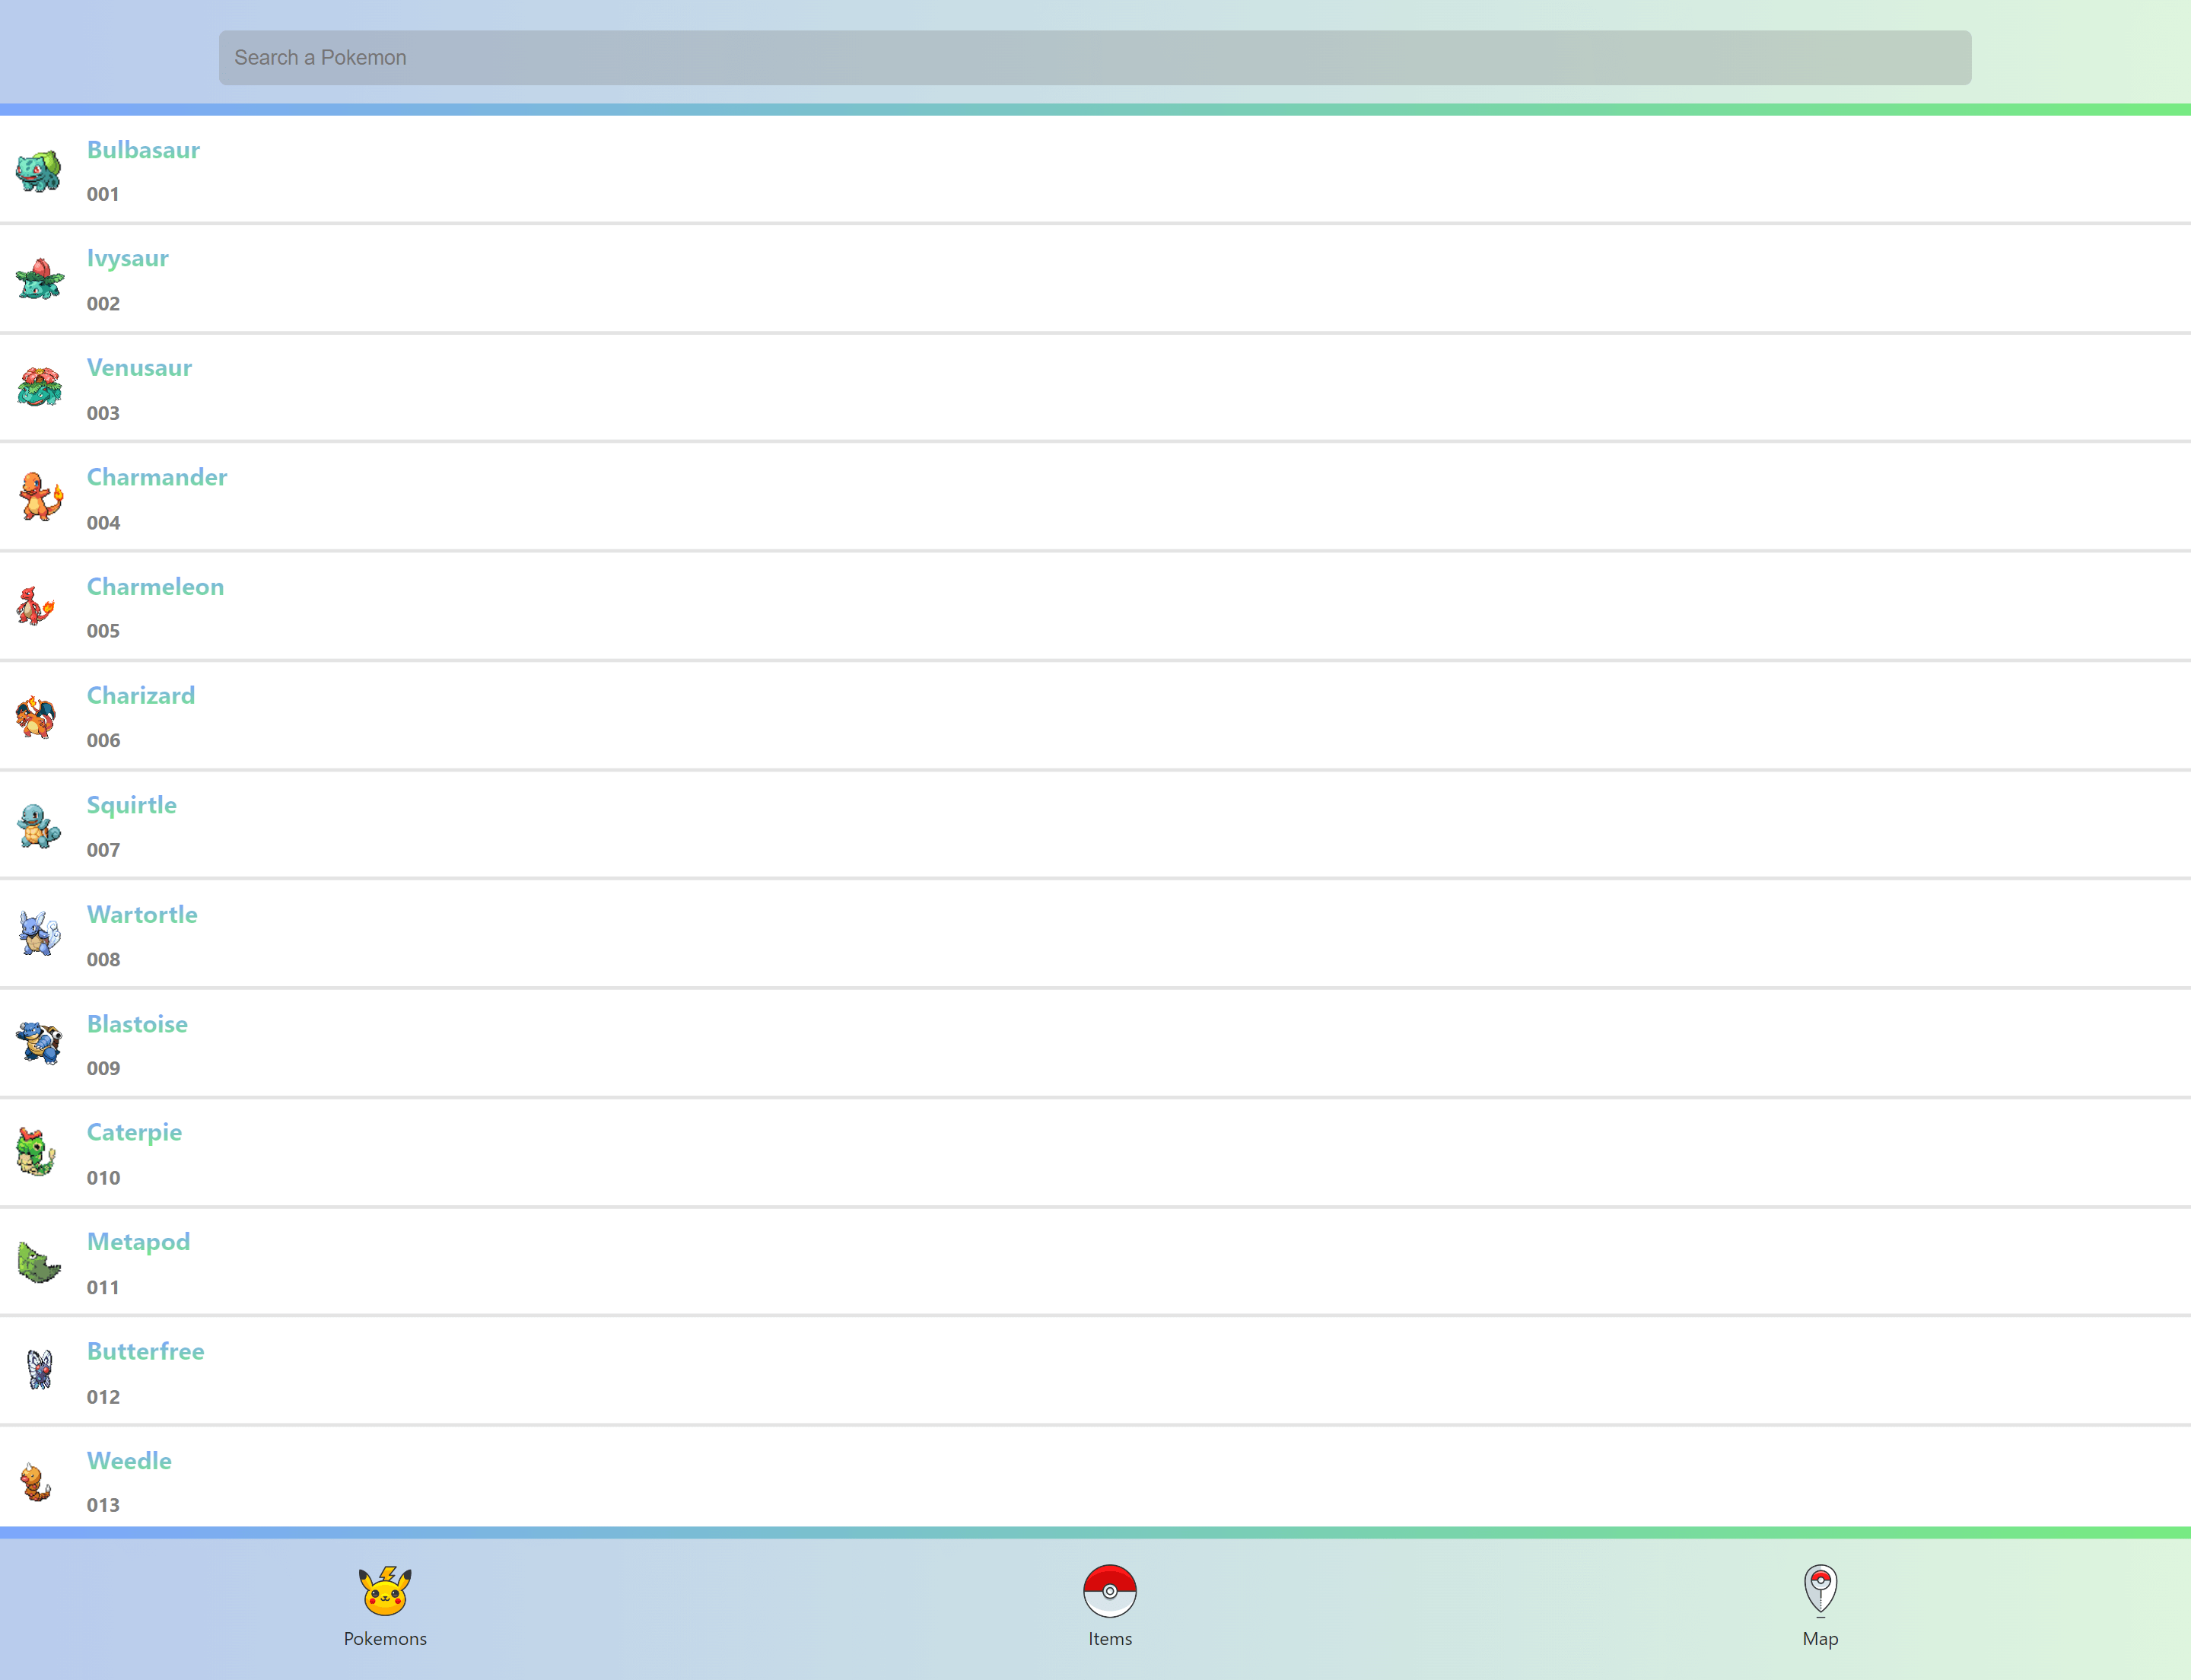 Search a Pokemon
Bulbasaur
001
Ivysaur
002
Venusaur
003
Charmander
004
Charmeleon
005
Charizard
006
Squirtle
007
Wartortle
008
Blastoise
009
Caterpie
010
Metapod
011
Butterfree
012
Weedle
013
Pokemons
Items
Map